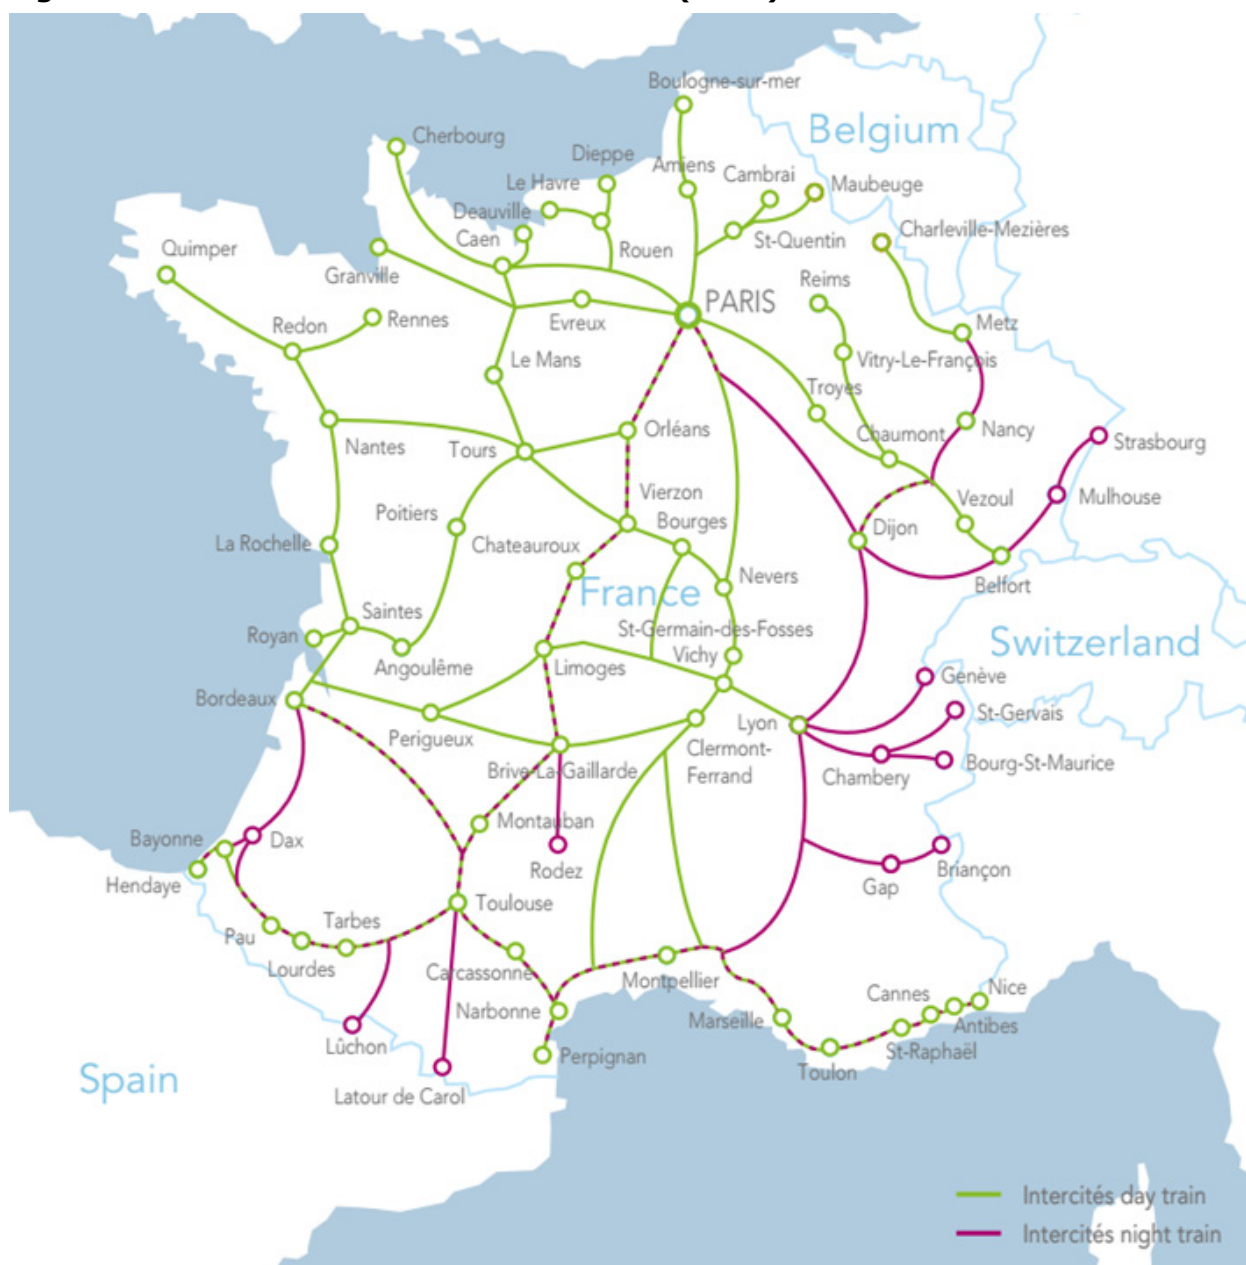 Boulogne-sur-mer
Belgium
Cherbourg
Dieppe
Amiens
Cambrai
Le Havre
Maubeuge
Deauville
Charleville-Mezières
Quimper
Caen
Rouen
St-Quentin
Granville
Reims
PARIS
Redon
Rennes
Evreux
Metz
Le Mans
Vitry-Le-François
Troyes
Nantes
Tours
Orléans
Chaumont
Nancy
Strasbourg
Vierzon
Vezoul
Mulhouse
Poitiers
Bourges
La Rochelle
Chateauroux
Dijon
France
Nevers
Belfort
Saintes
St-Germain-des-Fosses
Switzerland
Royan
Angoulême
Limoges
Vichy
Genève
Bordeaux
St-Gervais
Perigueux
Lyon
Clermont-
Ferrand
Brive-La-Gaillarde
Chambery
Bourg-St-Maurice
Montauban
Bayonne
Dax
Rodez
Briançon
Hendaye
Gap
Toulouse
Tarbes
Pau
Lourdes
Carcassonne
Montpellier
Nice
Cannes
Narbonne
Marseille
Antibes
Lûchon
Perpignan
St-Raphaël
Toulon
Spain
Latour de Carol
Intercités day train
Intercités night train